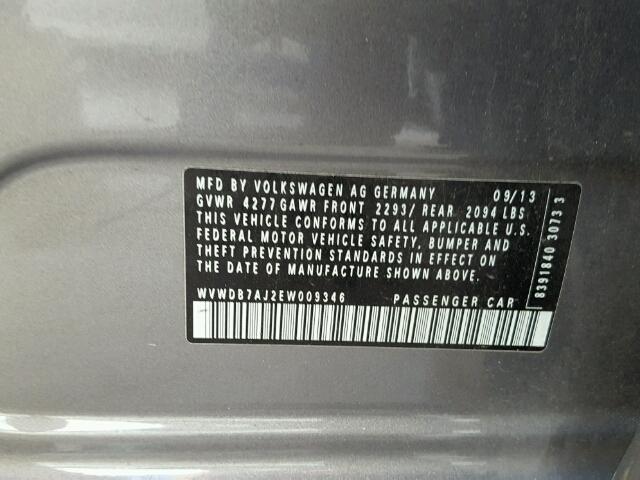 MFD BY VOLKSWAGEN AG GERMANY 09/13
GVWR 4277 GAWR FRONT 2293/ REAR 2094 LBS
THIS VEHICLE CONFORMS TO ALL APPLICABLE U.S.
FEDERAL MOTOR VEHICLE SAFETY, BUMPER AND
THEFT PREVENTION STANDARDS IN EFFECT ON
THE DATE OF MANUFACTURE SHOWN ABOVE.
WVWDB7AJ2EW009346 PASSENGER CAR
8391840 3073 3